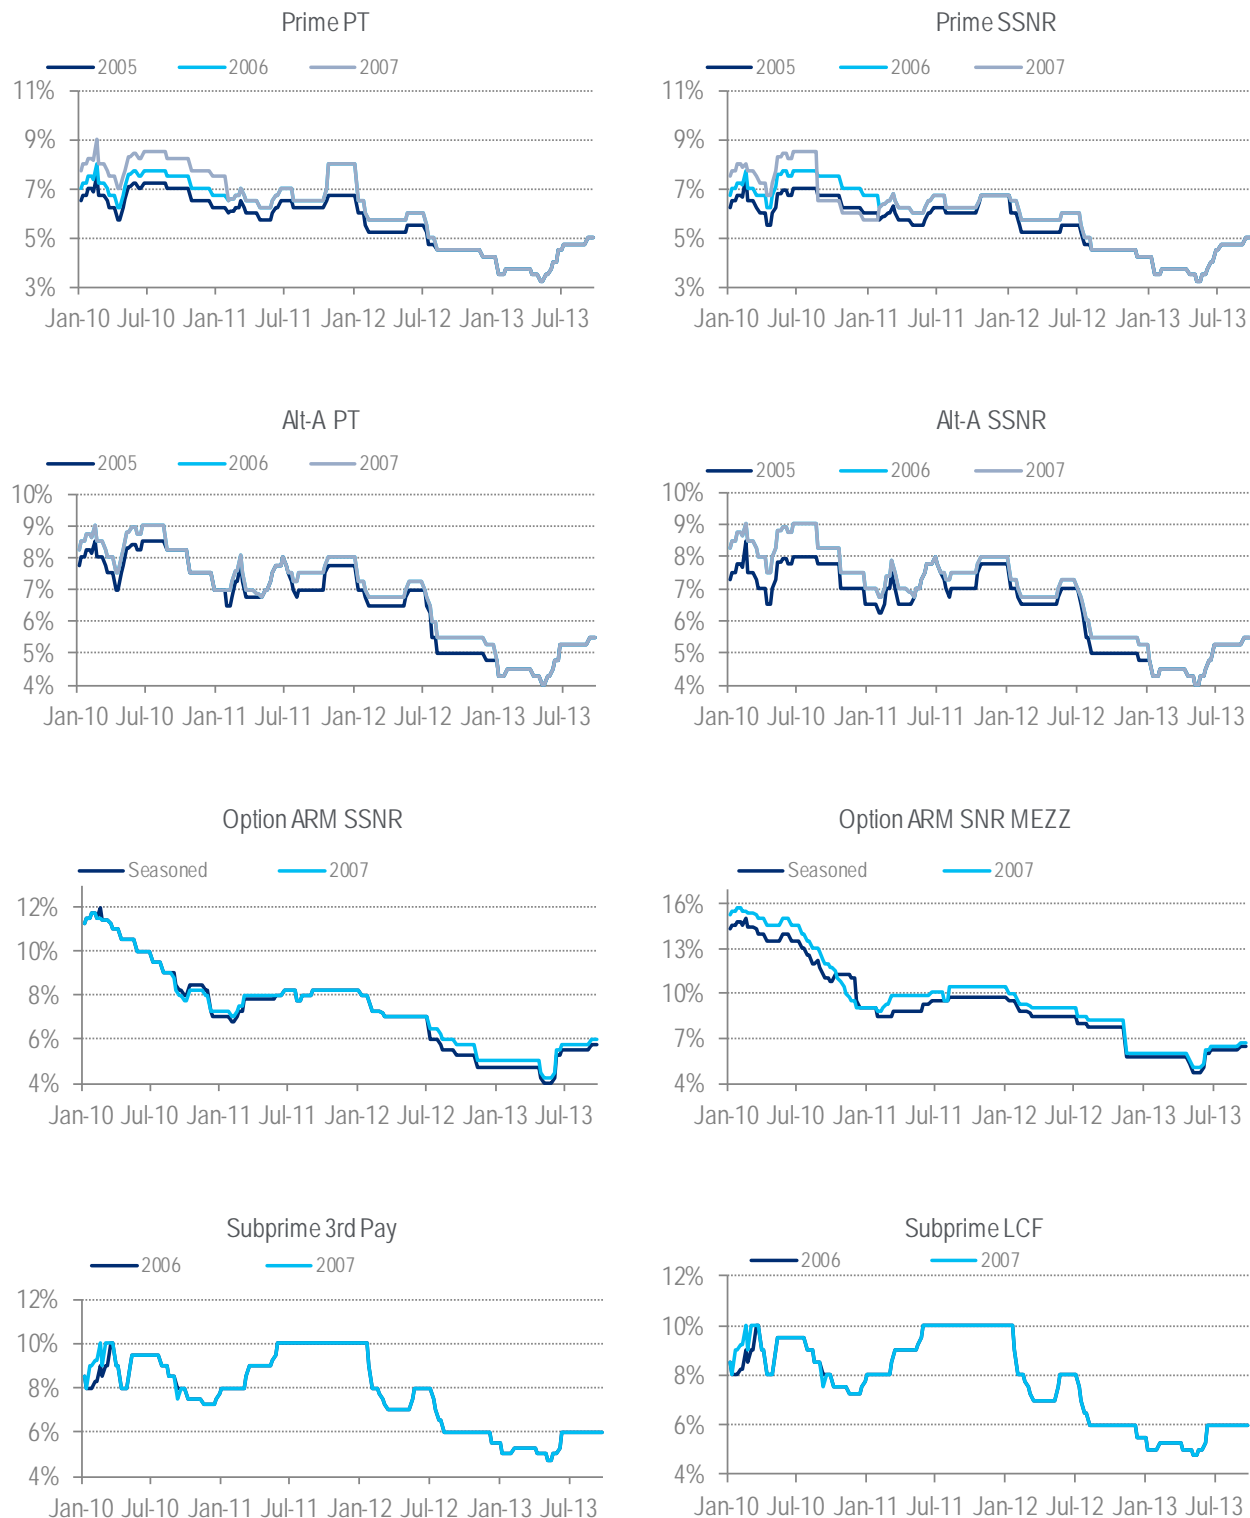 Prime PT
2005 2006 2007
11%
9%
7%
5%
3%
Jan-10 Jul-10 Jan-11 Jul-11 Jan-12 Jul-12 Jan-13 Jul-13
Prime SSNR
2005 2006 2007
11%
9%
7%
5%
3%
Jan-10 Jul-10 Jan-11 Jul-11 Jan-12 Jul-12 Jan-13 Jul-13
Alt-A PT
2005 2006 2007
10%
9%
8%
7%
6%
5%
4%
Jan-10 Jul-10 Jan-11 Jul-11 Jan-12 Jul-12 Jan-13 Jul-13
Alt-A SSNR
2005 2006 2007
10%
9%
8%
7%
6%
5%
4%
Jan-10 Jul-10 Jan-11 Jul-11 Jan-12 Jul-12 Jan-13 Jul-13
Option ARM SSNR
Seasoned 2007
12%
10%
8%
6%
4%
Jan-10 Jul-10 Jan-11 Jul-11 Jan-12 Jul-12 Jan-13 Jul-13
Option ARM SNR MEZZ
Seasoned 2007
16%
13%
10%
7%
4%
Jan-10 Jul-10 Jan-11 Jul-11 Jan-12 Jul-12 Jan-13 Jul-13
Subprime 3rd Pay
2006 2007
12%
10%
8%
6%
4%
Jan-10 Jul-10 Jan-11 Jul-11 Jan-12 Jul-12 Jan-13 Jul-13
Subprime LCF
2006 2007
12%
10%
8%
6%
4%
Jan-10 Jul-10 Jan-11 Jul-11 Jan-12 Jul-12 Jan-13 Jul-13